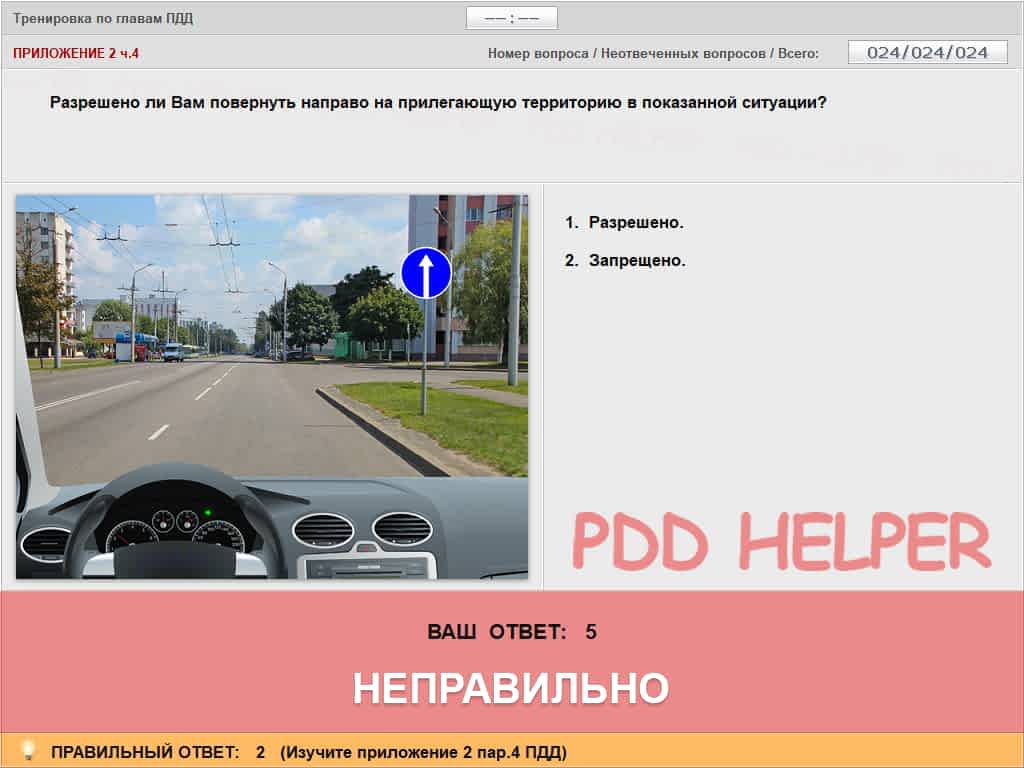 Тренировка по главам ПДД
—— : ——
ПРИЛОЖЕНИЕ 2 ч.4
Номер вопроса / Неотвеченных вопросов / Всего:
024/024/024
Разрешено ли Вам повернуть направо на прилегающую территорию в показанной ситуации?
1. Разрешено.
2. Запрещено.
PDD HELPER
ВАШ ОТВЕТ: 5
НЕПРАВИЛЬНО
ПРАВИЛЬНЫЙ ОТВЕТ: 2 (Изучите приложение 2 пар.4 ПДД)